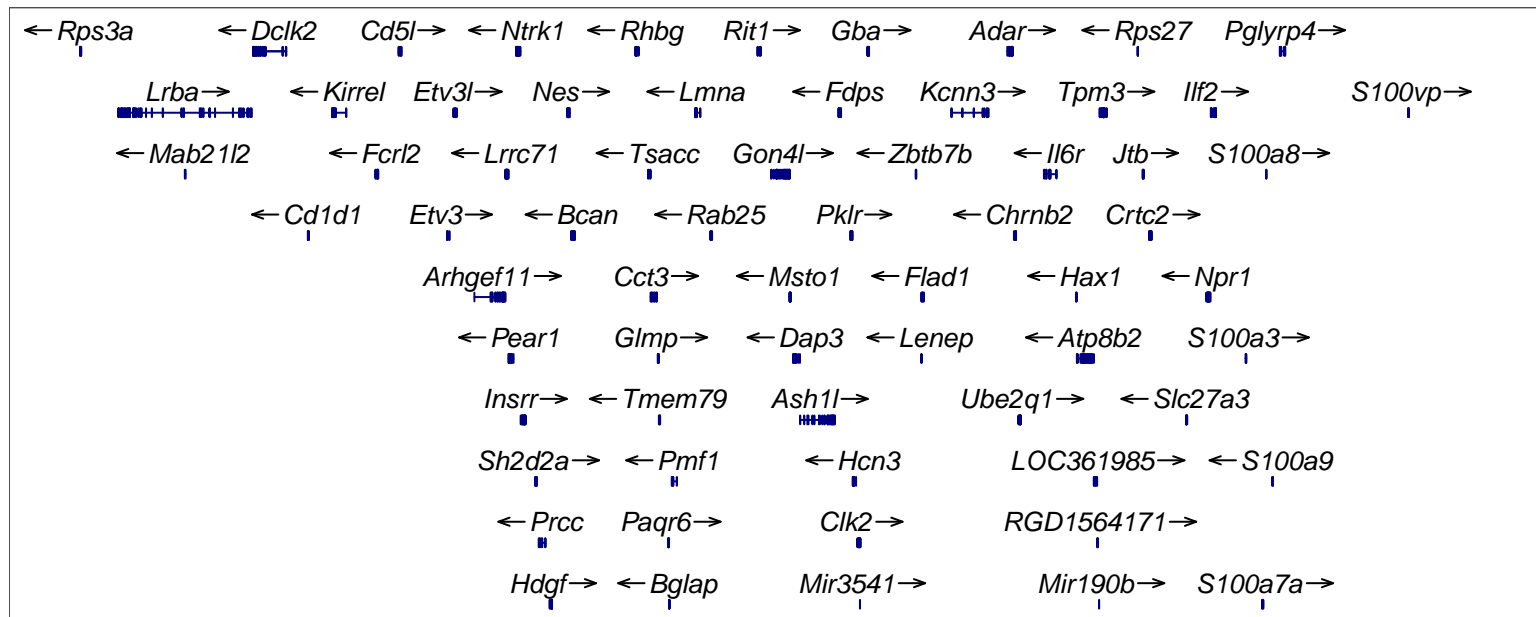 ←Rps3a ←Dclk2 Cd5l→ ←Ntrk1 ←Rhbg Rit1→ Gba→ Adar→ ←Rps27 Pglyrp4→
Lrba→ ←Kirrel Etv3l→ Nes→ ←Lmna ←Fdps Kcnn3→ Tpm3→ Ilf2→ S100vp→
←Mab21l2 ←Fcrl2 ←Lrrc71 ←Tsacc Gon4l→ ←Zbtb7b ←Il6r Jtb→ S100a8→
←Cd1d1 Etv3→ ←Bcan ←Rab25 Pklr→ ←Chrnb2 Crtc2→
Arhgef11→ Cct3→ ←Msto1 ←Flad1 ←Hax1 ←Npr1
←Pear1 Glmp→ ←Dap3 ←Lenep ←Atp8b2 S100a3→
Insrr→ ←Tmem79 Ash1l→ Ube2q1→ ←Slc27a3
Sh2d2a→ ←Pmf1 ←Hcn3 LOC361985→ ←S100a9
←Prcc Paqr6→ Clk2→ RGD1564171→
Hdgf→ ←Bglap Mir3541→ Mir190b→ S100a7a→